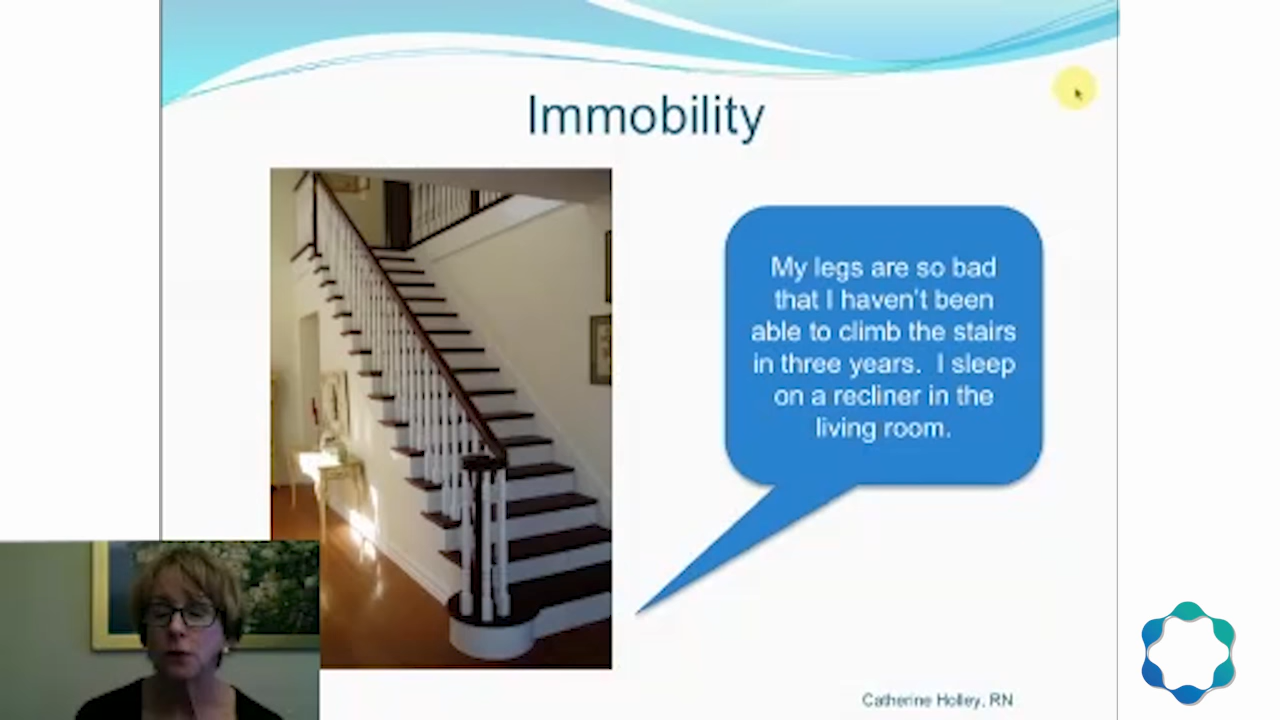 Immobility
My legs are so bad
that I haven't been
able to climb the stairs
in three years.  I sleep
on a recliner in the
living room.
Catherine Holley, RN